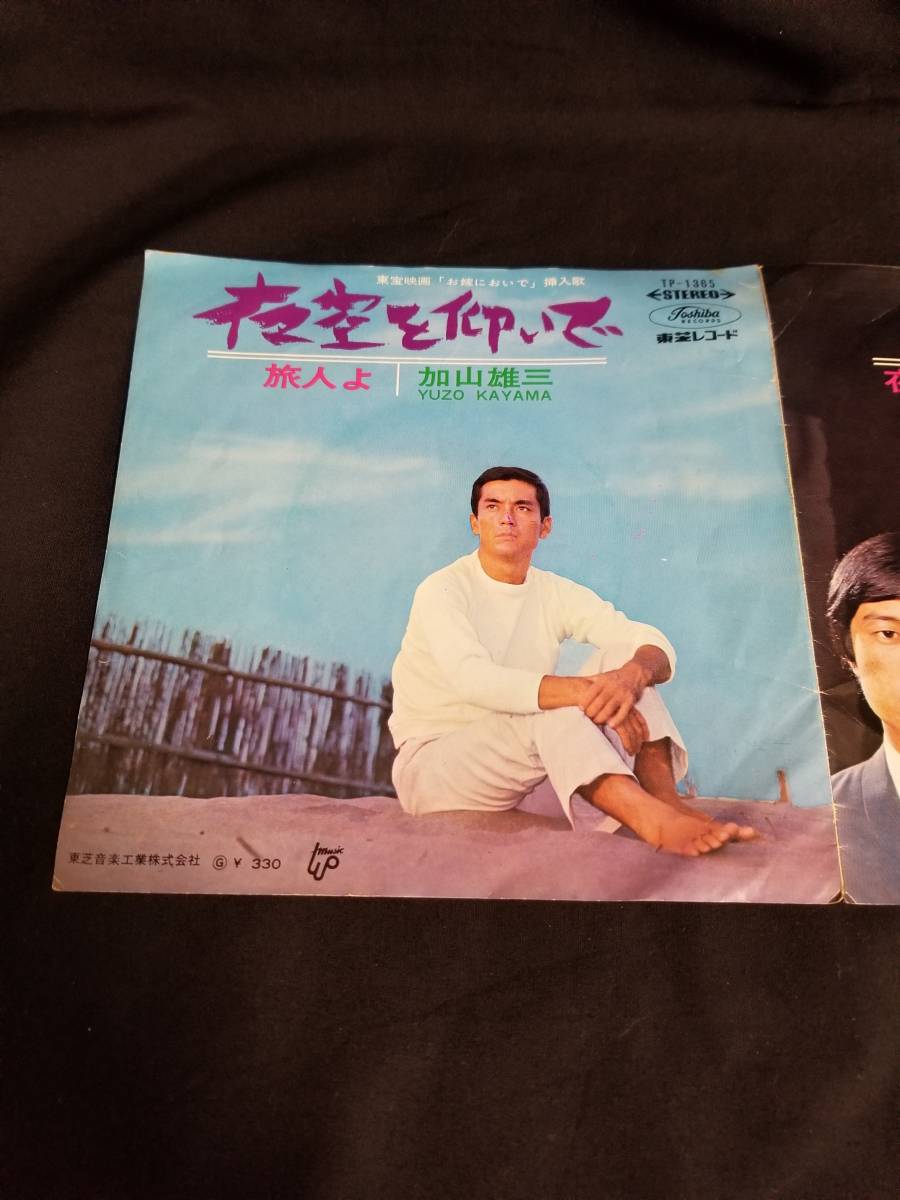 東宝映画「お嫁においで」挿入歌
夜空を仰いで
旅人よ
加山雄三
YUZO KAYAMA
TP-1385
STEREO
Toshiba
RECORDS
東芝レコード
東芝音楽工業株式会社 Ⓖ ¥ 330
music